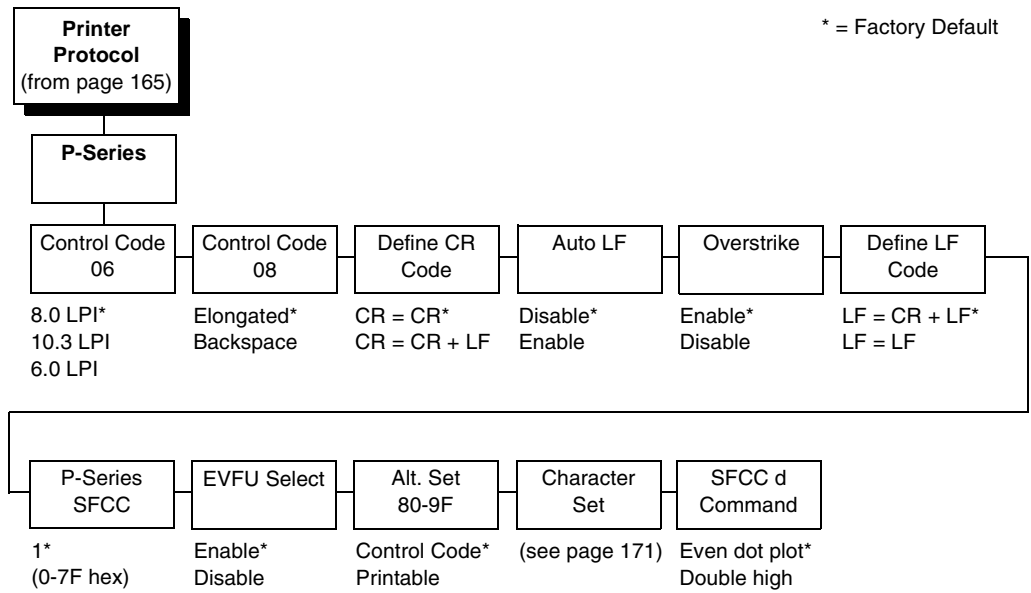 Printer
Protocol
(from page 165)
* = Factory Default
P-Series
Control Code
06
8.0 LPI*
10.3 LPI
6.0 LPI
Control Code
08
Elongated*
Backspace
Define CR
Code
CR = CR*
CR = CR + LF
Auto LF
Disable*
Enable
Overstrike
Enable*
Disable
Define LF
Code
LF = CR + LF*
LF = LF
P-Series
SFCC
1*
(0-7F hex)
EVFU Select
Enable*
Disable
Alt. Set
80-9F
Control Code*
Printable
Character
Set
(see page 171)
SFCC d
Command
Even dot plot*
Double high